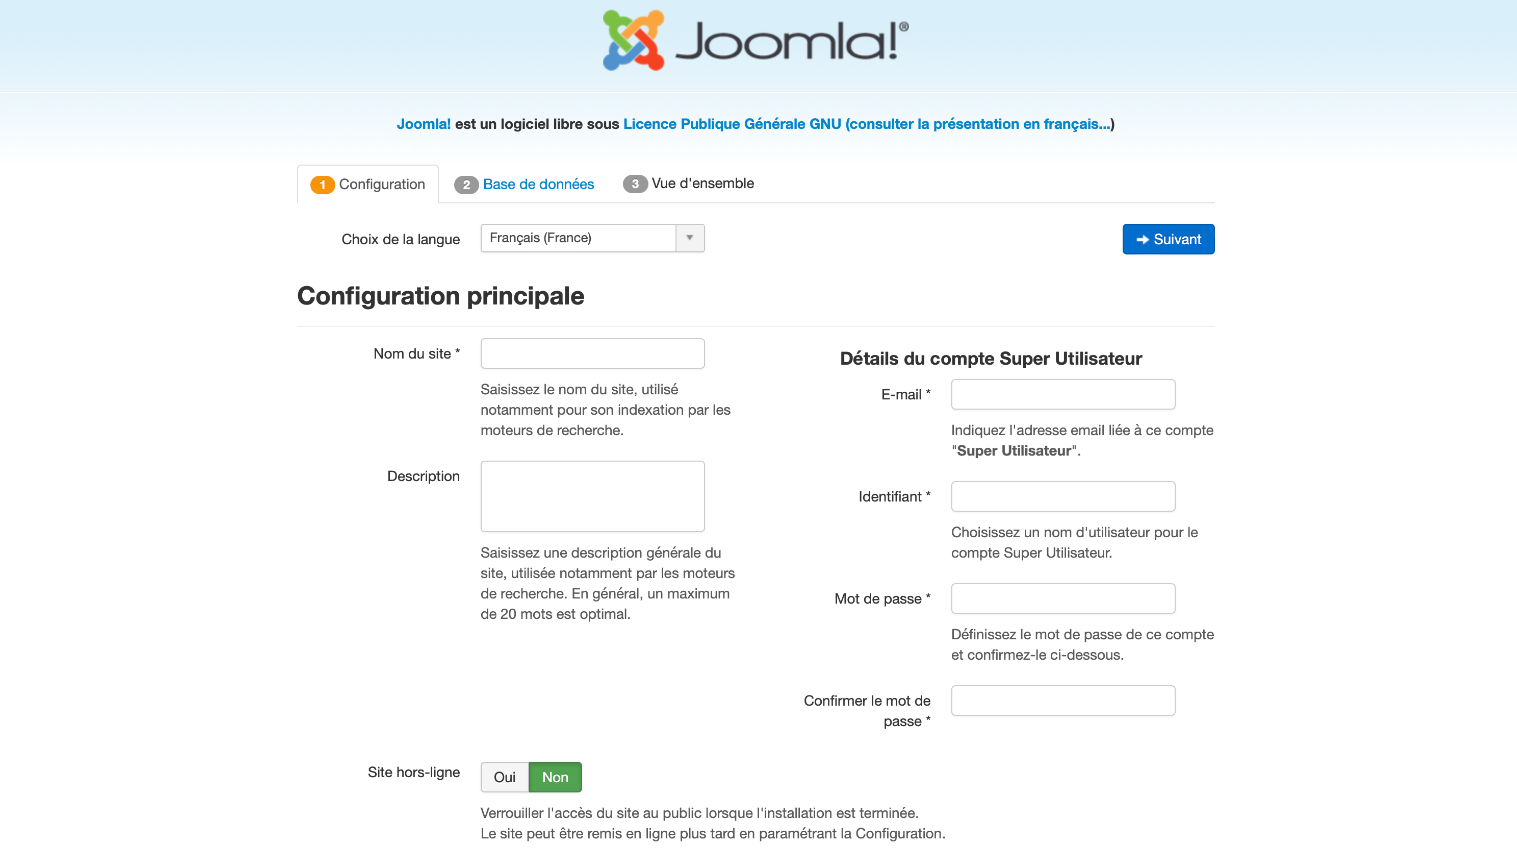 Joomla!®
Joomla! est un logiciel libre sous Licence Publique Générale GNU (consulter la présentation en français...)
1 Configuration
2 Base de données
3 Vue d'ensemble
Choix de la langue
Français (France)
Suivant
Configuration principale
Nom du site *
Saisissez le nom du site, utilisé
notamment pour son indexation par les
moteurs de recherche.
Description
Saisissez une description générale du
site, utilisée notamment par les moteurs
de recherche. En général, un maximum
de 20 mots est optimal.
Détails du compte Super Utilisateur
E-mail *
Indiquez l'adresse email liée à ce compte
"Super Utilisateur".
Identifiant *
Choisissez un nom d'utilisateur pour le
compte Super Utilisateur.
Mot de passe *
Définissez le mot de passe de ce compte
et confirmez-le ci-dessous.
Confirmer le mot de
passe *
Site hors-ligne
Oui
Non
Verrouiller l'accès du site au public lorsque l'installation est terminée.
Le site peut être remis en ligne plus tard en paramétrant la Configuration.